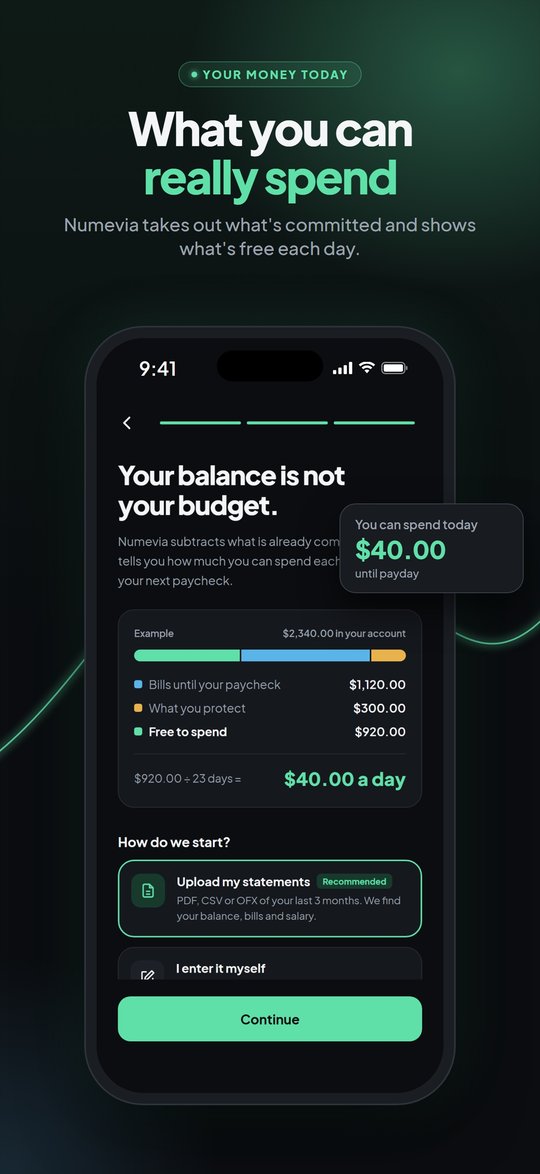 YOUR MONEY TODAY
What you can
really spend
Numevia takes out what's committed and shows
what's free each day.
9:41
Your balance is not
your budget.
Numevia subtracts what is already com
tells you how much you can spend each
your next paycheck.
You can spend today
$40.00
until payday
Example $2,340.00 in your account
Bills until your paycheck $1,120.00
What you protect $300.00
Free to spend $920.00
$920.00 ÷ 23 days = $40.00 a day
How do we start?
Upload my statements Recommended
PDF, CSV or OFX of your last 3 months. We find
your balance, bills and salary.
I enter it myself
Continue